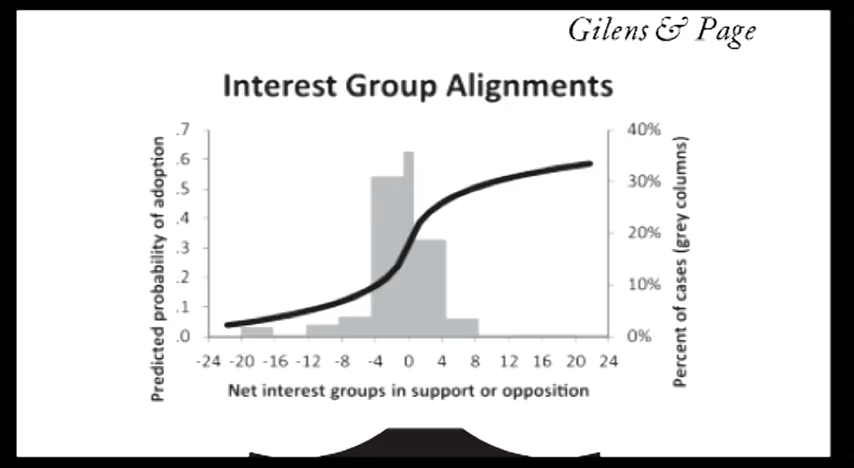 Gilens & Page
Interest Group Alignments
Predicted probability of adoption
.7
.6
.5
.4
.3
.2
.1
.0
40%
30%
20%
10%
0%
Percent of cases (grey columns)
-24 -20 -16 -12 -8 -4 0 4 8 12 16 20 24
Net interest groups in support or opposition